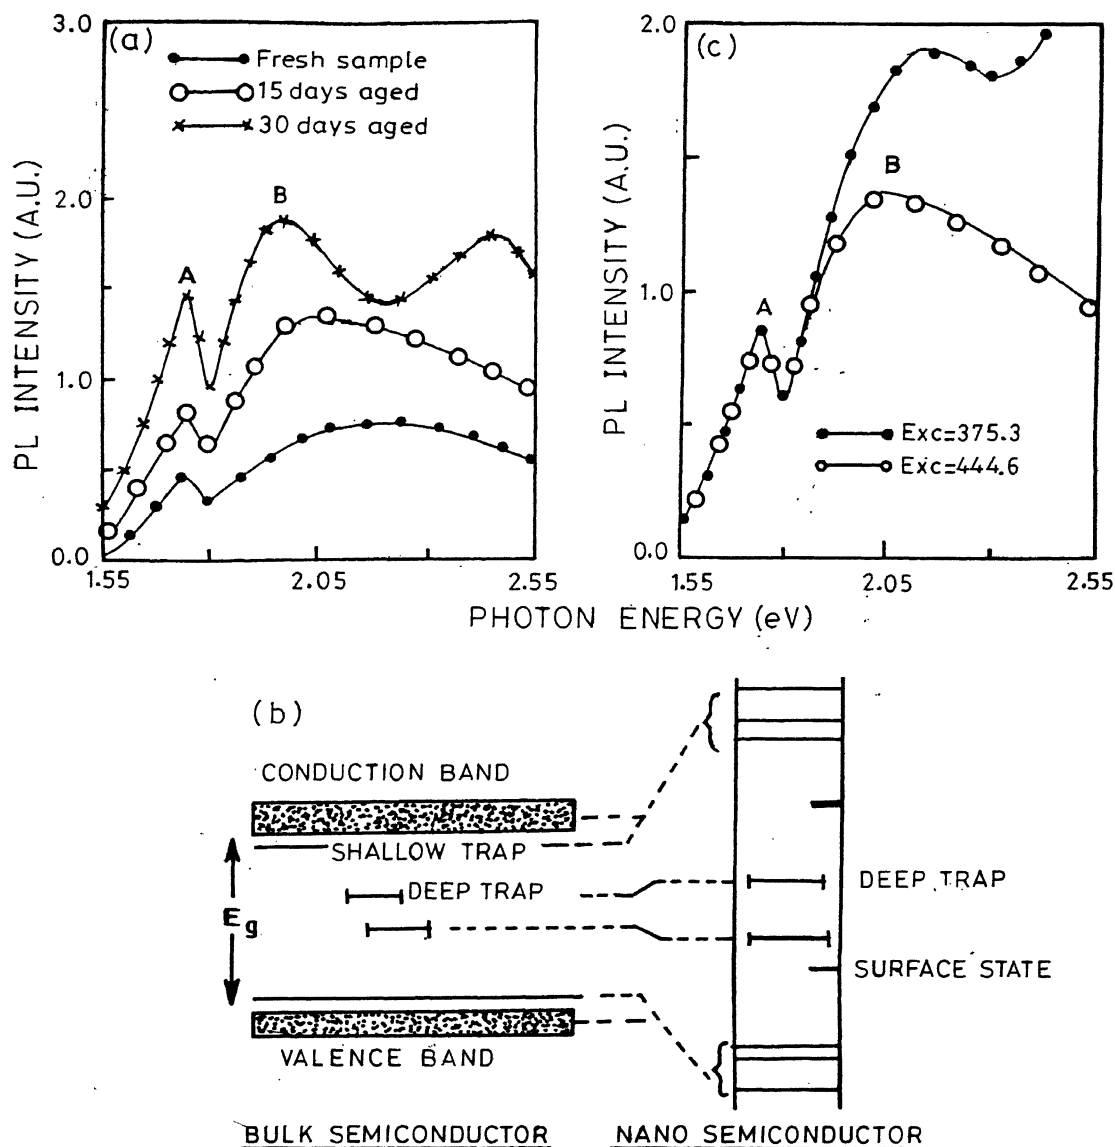 (a)
3.0
2.0
1.0
0.0
PL INTENSITY (A.U.)
Fresh sample
15 days aged
30 days aged
A
B
1.55
2.05
2.55
(c)
2.0
1.0
0.0
PL INTENSITY (A.U.)
A
B
Exc=375.3
Exc=444.6
1.55
2.05
2.55
PHOTON ENERGY (eV)
(b)
CONDUCTION BAND
SHALLOW TRAP
DEEP TRAP
Eg
VALENCE BAND
DEEP TRAP
SURFACE STATE
BULK SEMICONDUCTOR
NANO SEMICONDUCTOR